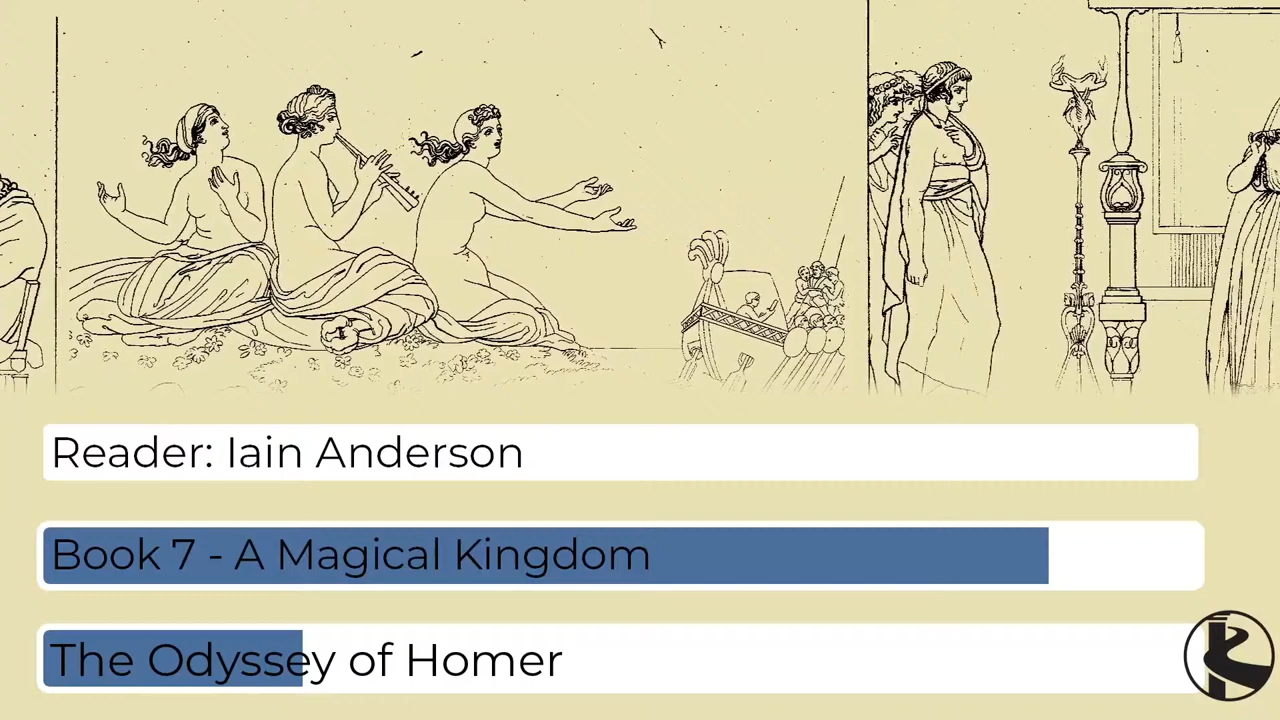 Reader: Iain Anderson
Book 7 - A Magical Kingdom
The Odyssey of Homer